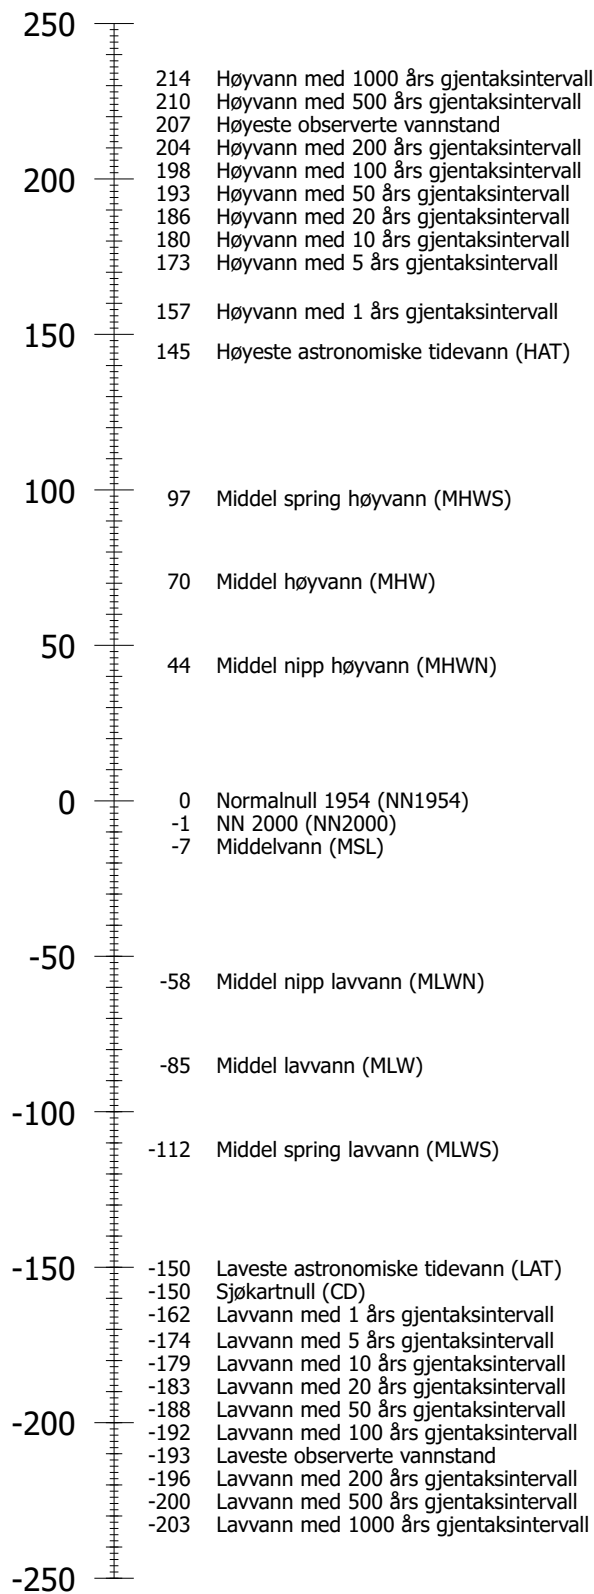 250
214 Høyvann med 1000 års gjentaksintervall
210 Høyvann med 500 års gjentaksintervall
207 Høyeste observerte vannstand
204 Høyvann med 200 års gjentaksintervall
200
198 Høyvann med 100 års gjentaksintervall
193 Høyvann med 50 års gjentaksintervall
186 Høyvann med 20 års gjentaksintervall
180 Høyvann med 10 års gjentaksintervall
173 Høyvann med 5 års gjentaksintervall
157 Høyvann med 1 års gjentaksintervall
150
145 Høyeste astronomiske tidevann (HAT)
100
97 Middel spring høyvann (MHWS)
70 Middel høyvann (MHW)
50
44 Middel nipp høyvann (MHWN)
0
0 Normalnull 1954 (NN1954)
-1 NN 2000 (NN2000)
-7 Middelvann (MSL)
-50
-58 Middel nipp lavvann (MLWN)
-85 Middel lavvann (MLW)
-100
-112 Middel spring lavvann (MLWS)
-150
-150 Laveste astronomiske tidevann (LAT)
-150 Sjøkartnull (CD)
-162 Lavvann med 1 års gjentaksintervall
-174 Lavvann med 5 års gjentaksintervall
-179 Lavvann med 10 års gjentaksintervall
-183 Lavvann med 20 års gjentaksintervall
-188 Lavvann med 50 års gjentaksintervall
-200
-192 Lavvann med 100 års gjentaksintervall
-193 Laveste observerte vannstand
-196 Lavvann med 200 års gjentaksintervall
-200 Lavvann med 500 års gjentaksintervall
-203 Lavvann med 1000 års gjentaksintervall
-250